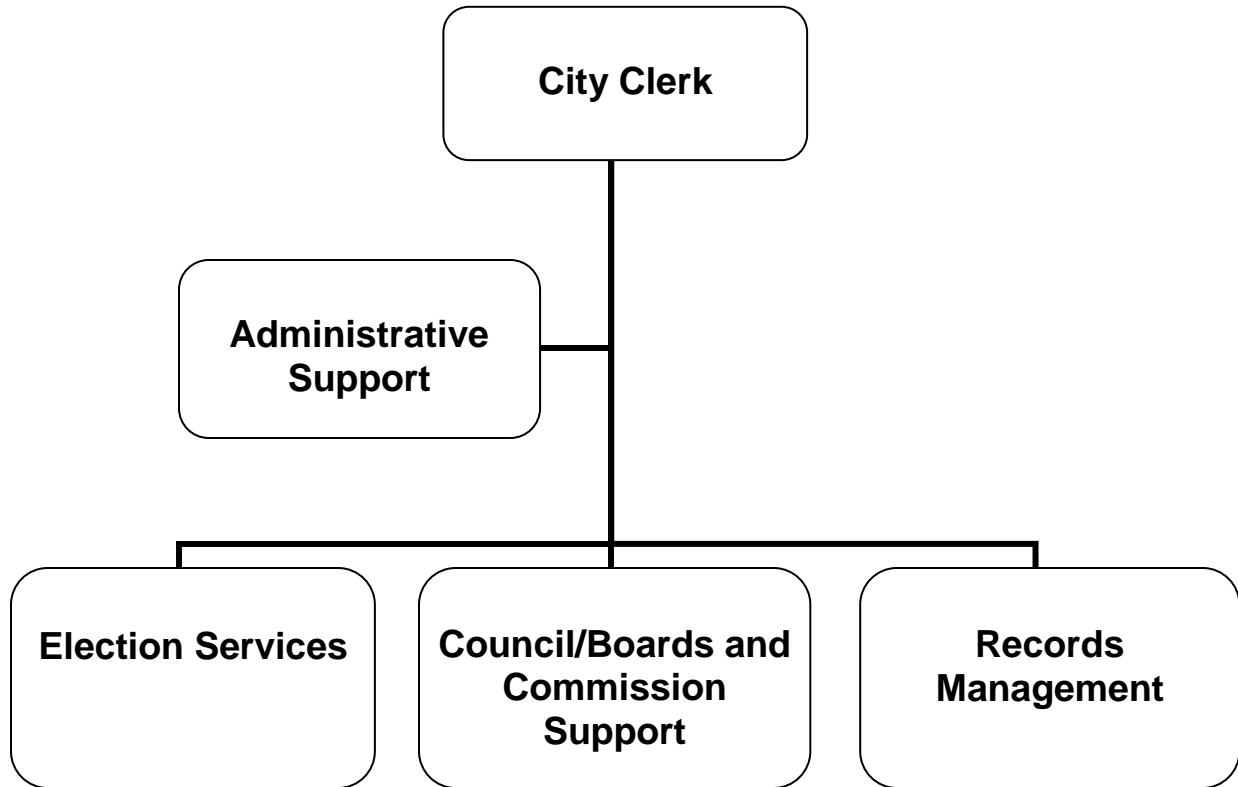 City Clerk
Administrative
Support
Election Services
Council/Boards and
Commission
Support
Records
Management